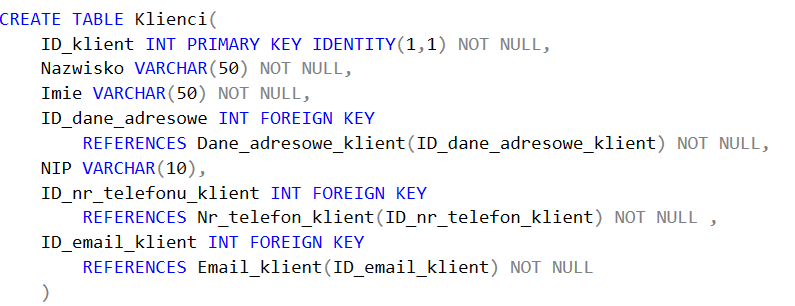 CREATE TABLE Klienci(
ID_klient INT PRIMARY KEY IDENTITY(1,1) NOT NULL,
Nazwisko VARCHAR(50) NOT NULL,
Imie VARCHAR(50) NOT NULL,
ID_dane_adresowe INT FOREIGN KEY
REFERENCES Dane_adresowe_klient(ID_dane_adresowe_klient) NOT NULL,
NIP VARCHAR(10),
ID_nr_telefonu_klient INT FOREIGN KEY
REFERENCES Nr_telefon_klient(ID_nr_telefon_klient) NOT NULL ,
ID_email_klient INT FOREIGN KEY
REFERENCES Email_klient(ID_email_klient) NOT NULL
)